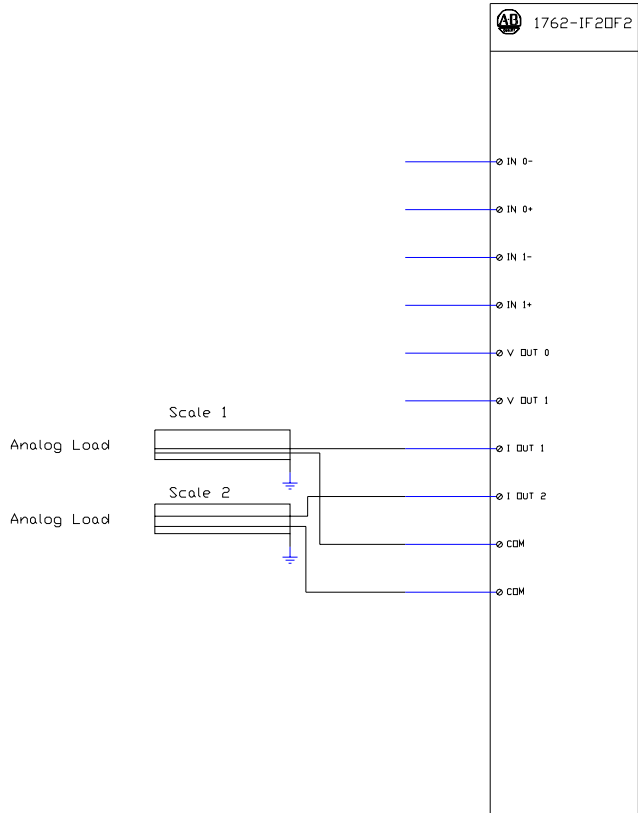 AB
1762-IF2OF2
IN 0-
IN 0+
IN 1-
IN 1+
V OUT 0
V OUT 1
Scale 1
Analog Load
I OUT 1
Scale 2
I OUT 2
Analog Load
COM
COM